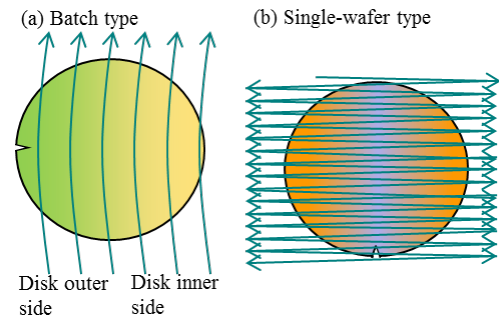 (a) Batch type
(b) Single-wafer type
Disk outer
side
Disk inner
side